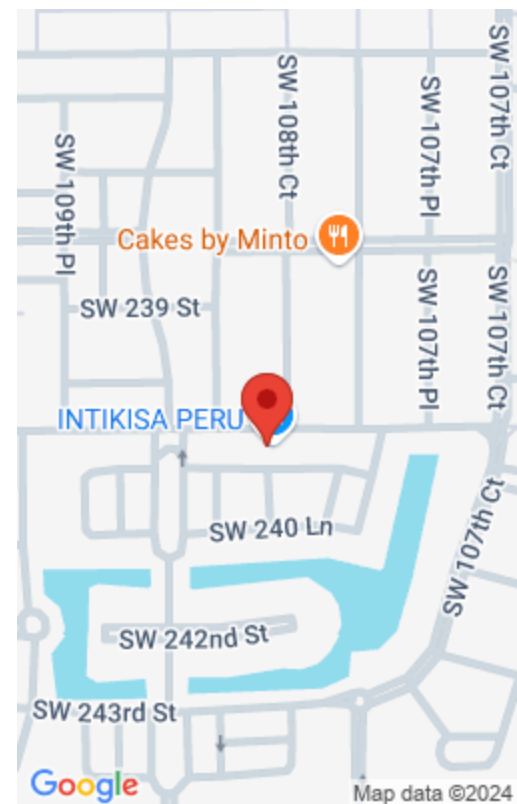 SW 107th Ct
SW 108th Ct
SW 107th Pl
SW 109th Pl
Cakes by Minto
SW 239 St
SW 107th Pl
SW 107th Ct
INTIKISA PERU
SW 107th Ct
SW 240 Ln
SW 242nd St
SW 243rd St
Google
Map data ©2024